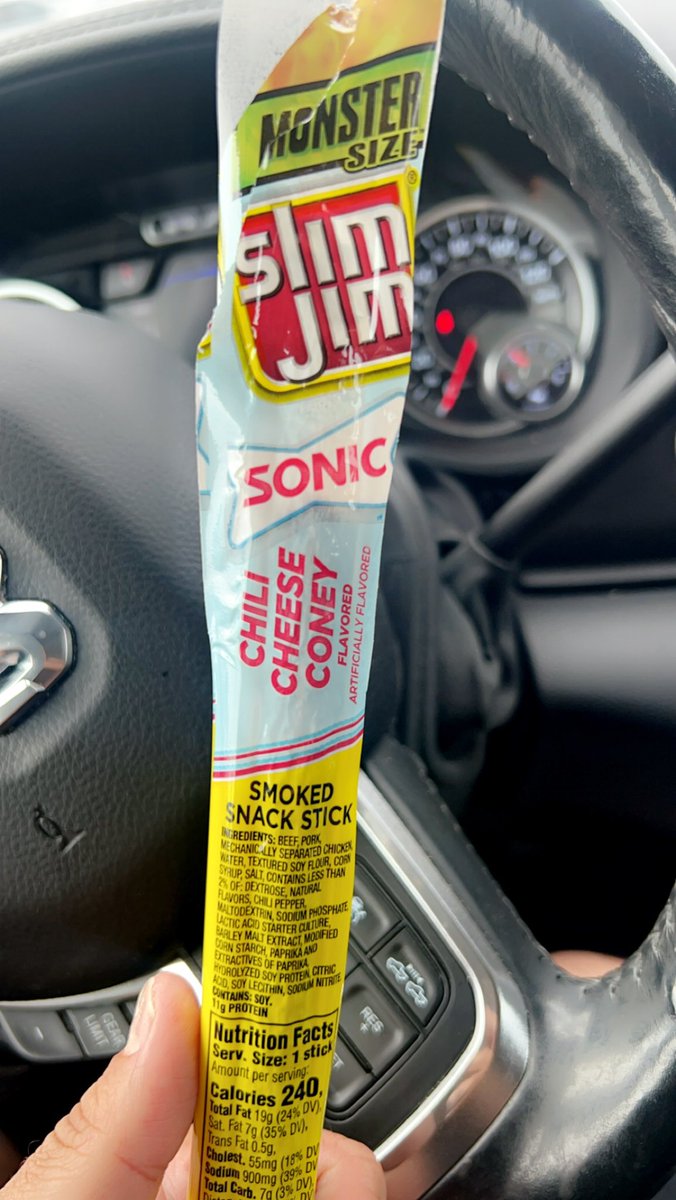 MONSTER
SIZE
slim
jim
®
SONIC
CHILI
CHEESE
CONEY
FLAVORED
ARTIFICIALLY FLAVORED
SMOKED
SNACK STICK
INGREDIENTS: BEEF, PORK,
MECHANICALLY SEPARATED CHICKEN,
WATER, TEXTURED SOY FLOUR, CORN
SYRUP, SALT, CONTAINS LESS THAN
2% OF: DEXTROSE, NATURAL
FLAVORS, CHILI PEPPER,
MALTODEXTRIN, SODIUM PHOSPHATE,
LACTIC ACID STARTER CULTURE,
BARLEY MALT EXTRACT, MODIFIED
CORN STARCH, PAPRIKA AND
EXTRACTIVES OF PAPRIKA,
HYDROLYZED SOY PROTEIN, CITRIC
ACID, SOY LECITHIN, SODIUM NITRITE.
CONTAINS: SOY.
11g PROTEIN
Nutrition Facts
Serv. Size: 1 stick
Amount per serving:
Calories 240,
Total Fat 19g (24% DV),
Sat. Fat 7g (35% DV),
Trans Fat 0.5g,
Cholest. 55mg (18% DV
Sodium 900mg (39% DV
Total Carb. 7g (3% DV),
GEAR
LIMIT
RES
+